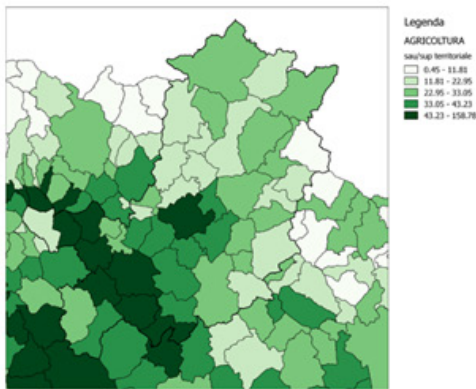 Legenda
AGRICOLTURA
sau/sup territoriale
0.45 - 11.81
11.81 - 22.95
22.95 - 33.05
33.05 - 43.23
43.23 - 158.78